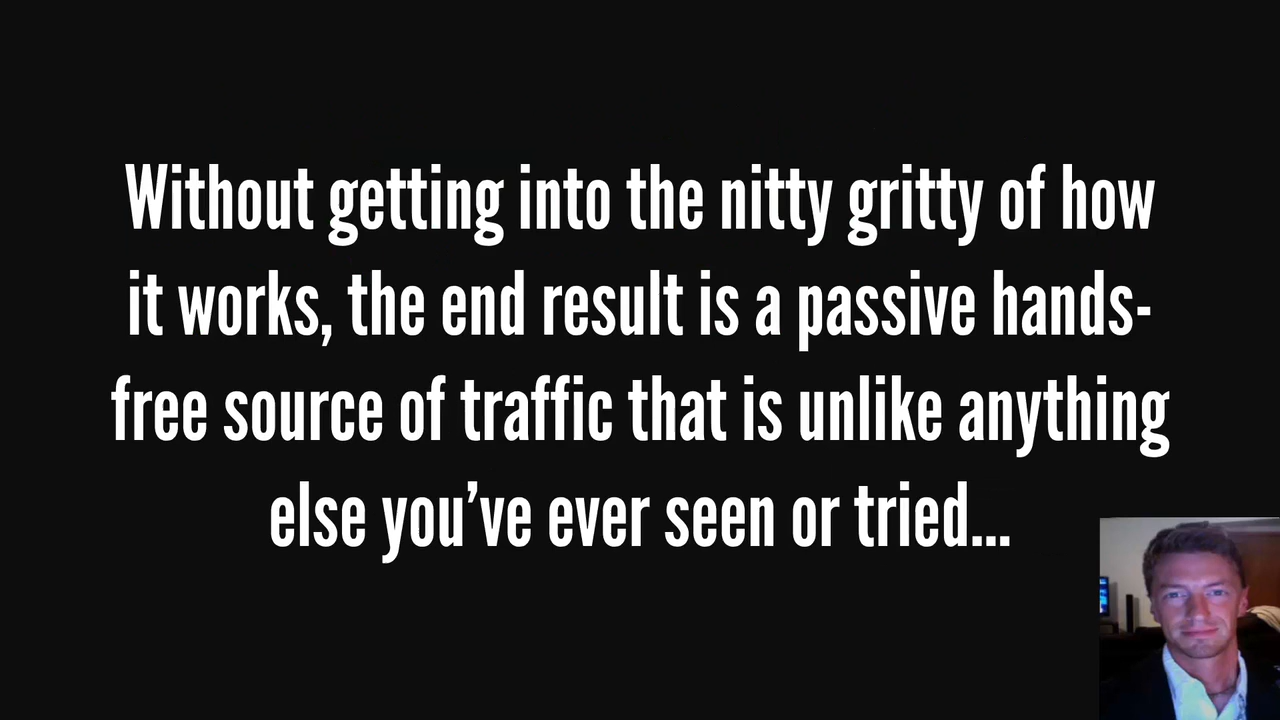 Without getting into the nitty gritty of how
it works, the end result is a passive hands-
free source of traffic that is unlike anything
else you’ve ever seen or tried...